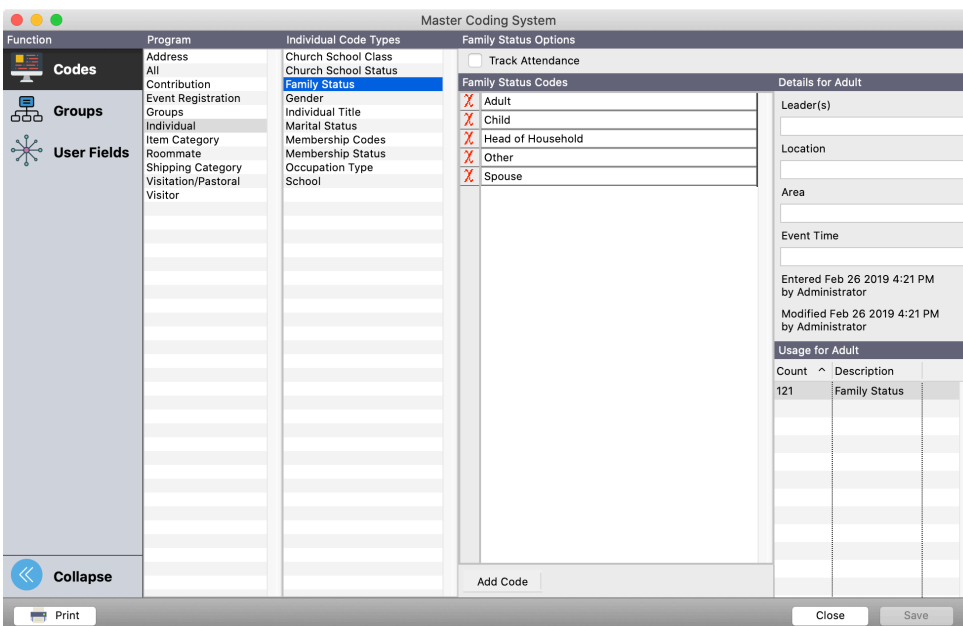 Master Coding System
Function
Codes
Groups
User Fields
Collapse
Program
Address
All
Contribution
Event Registration
Groups
Individual
Item Category
Roommate
Shipping Category
Visitation/Pastoral
Visitor
Individual Code Types
Church School Class
Church School Status
Family Status
Gender
Individual Title
Marital Status
Membership Codes
Membership Status
Occupation Type
School
Family Status Options
Track Attendance
Family Status Codes
Adult
Child
Head of Household
Other
Spouse
Add Code
Details for Adult
Leader(s)
Location
Area
Event Time
Entered Feb 26 2019 4:21 PM
by Administrator
Modified Feb 26 2019 4:21 PM
by Administrator
Usage for Adult
Count ^ Description
121 Family Status
Print
Close
Save